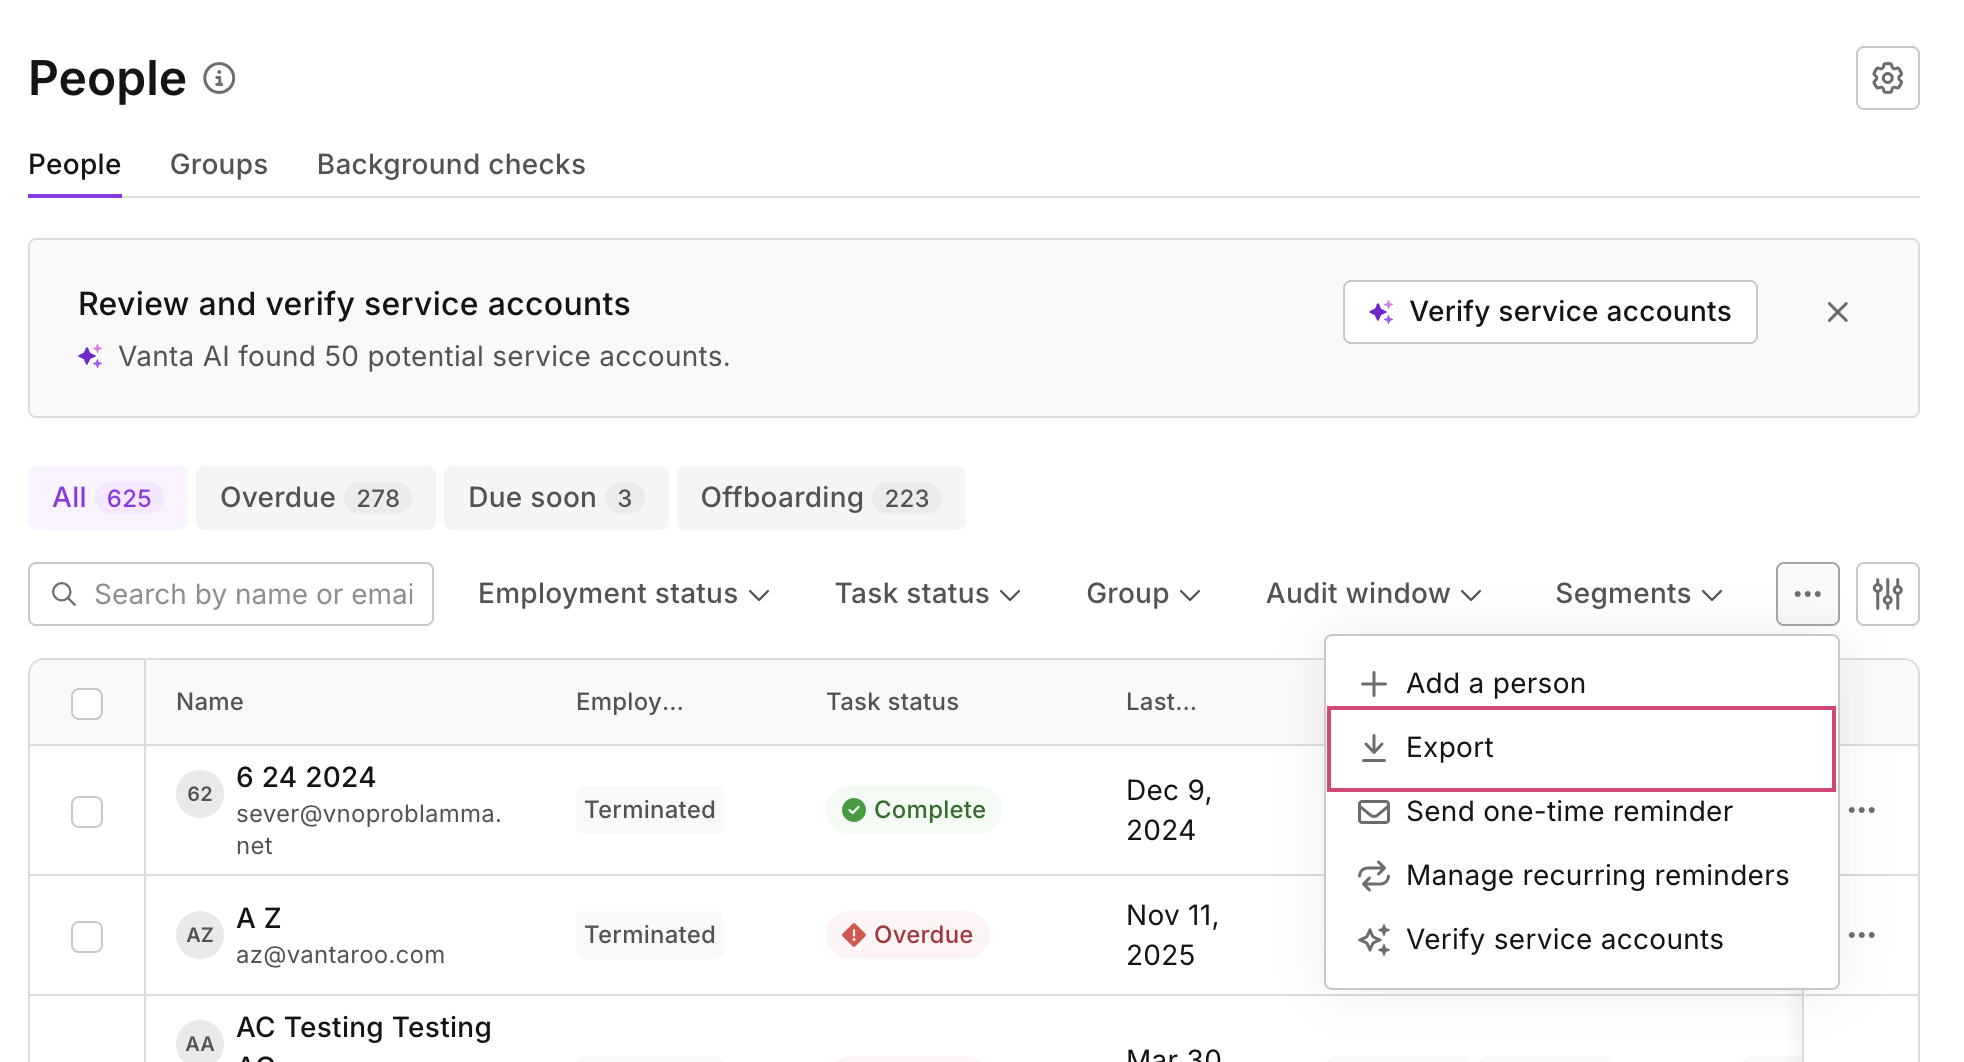 People
People Groups Background checks
Review and verify service accounts
Vanta AI found 50 potential service accounts.
Verify service accounts
All 625 Overdue 278 Due soon 3 Offboarding 223
Search by name or emai Employment status Task status Group Audit window Segments
Add a person
Export
Send one-time reminder
Manage recurring reminders
Verify service accounts
Name Employ... Task status Last...
62 6 24 2024
sever@vnoproblamma.
net
Terminated Complete Dec 9,
2024
AZ A Z
az@vantaroo.com
Terminated Overdue Nov 11,
2025
AA AC Testing Testing
Mar 30